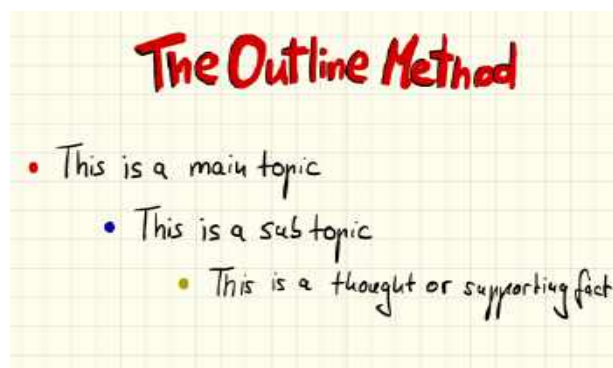 The Outline Method
This is a main topic
This is a sub topic
This is a thought or supporting fact